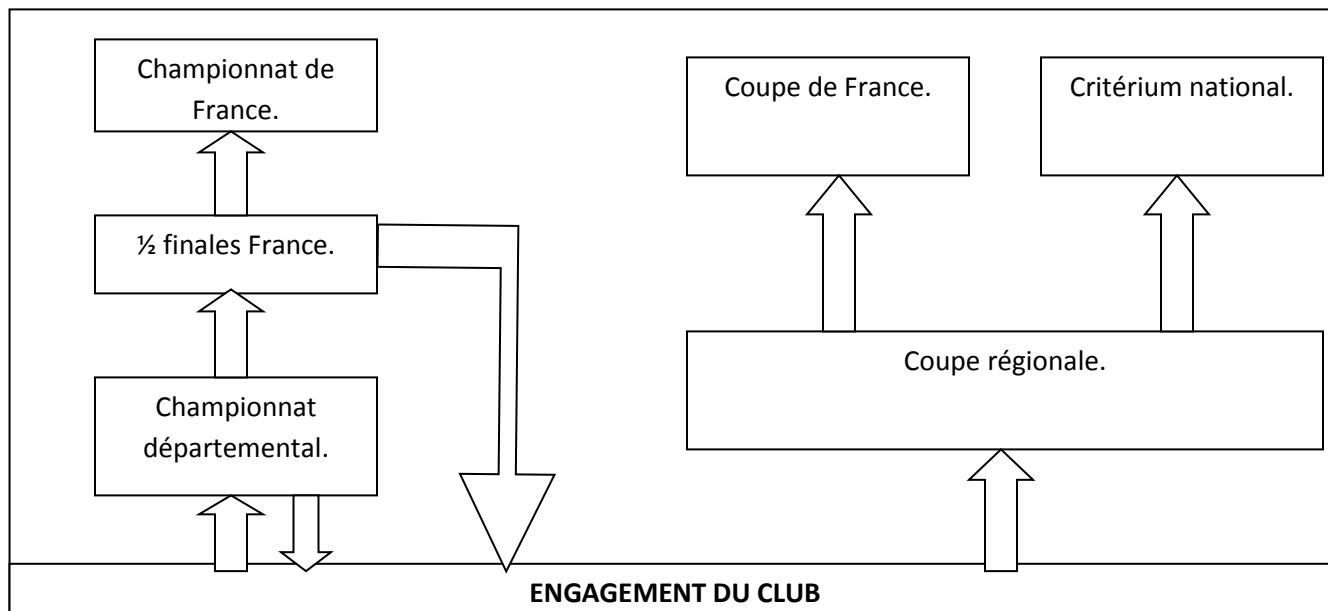 Championnat de
France.
½ finales France.
Championnat
départemental.
Coupe de France.
Critérium national.
Coupe régionale.
ENGAGEMENT DU CLUB